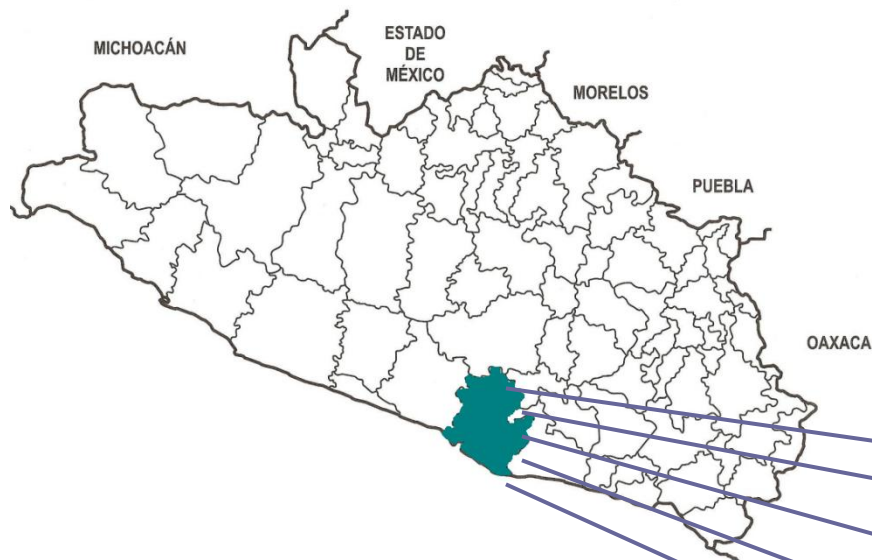 MICHOACÁN
ESTADO
DE
MÉXICO
MORELOS
PUEBLA
OAXACA